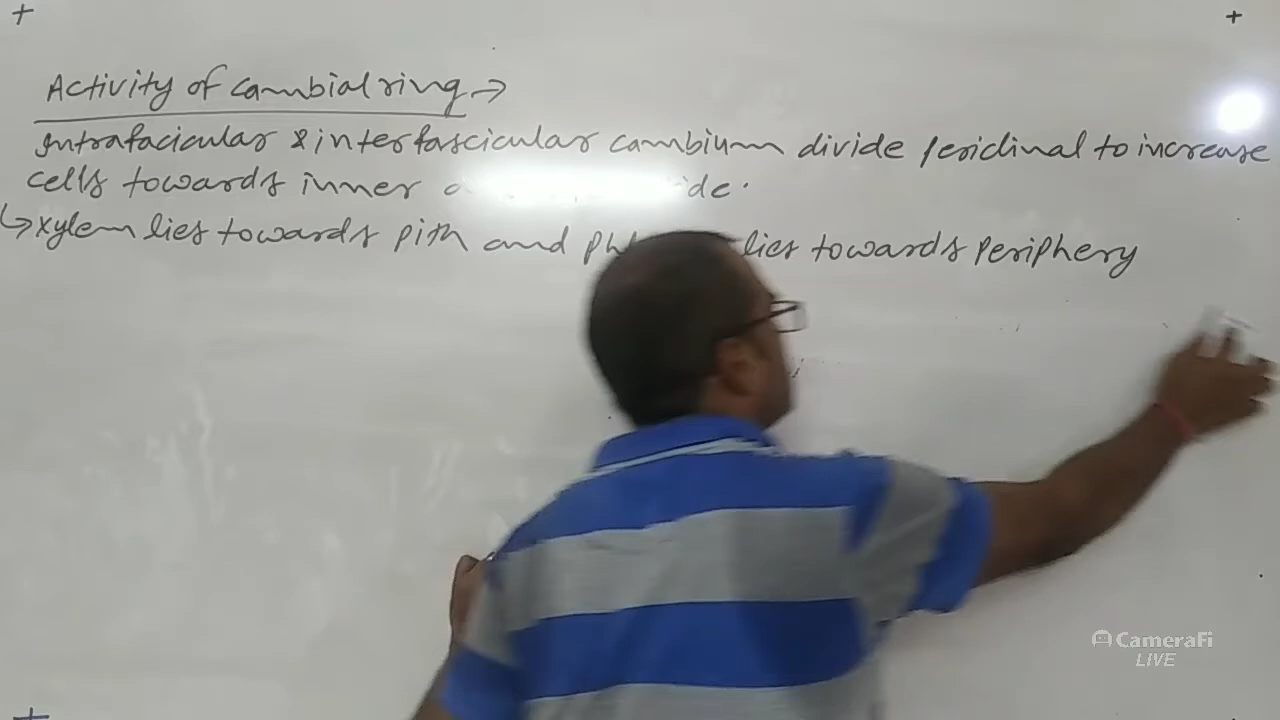 Activity of cambial ring →
Intrafacicular & interfascicular cambium divide periclinal to increase
cells towards inner
↳ xylem lies towards pith and lies towards periphery
CameraFi
LIVE